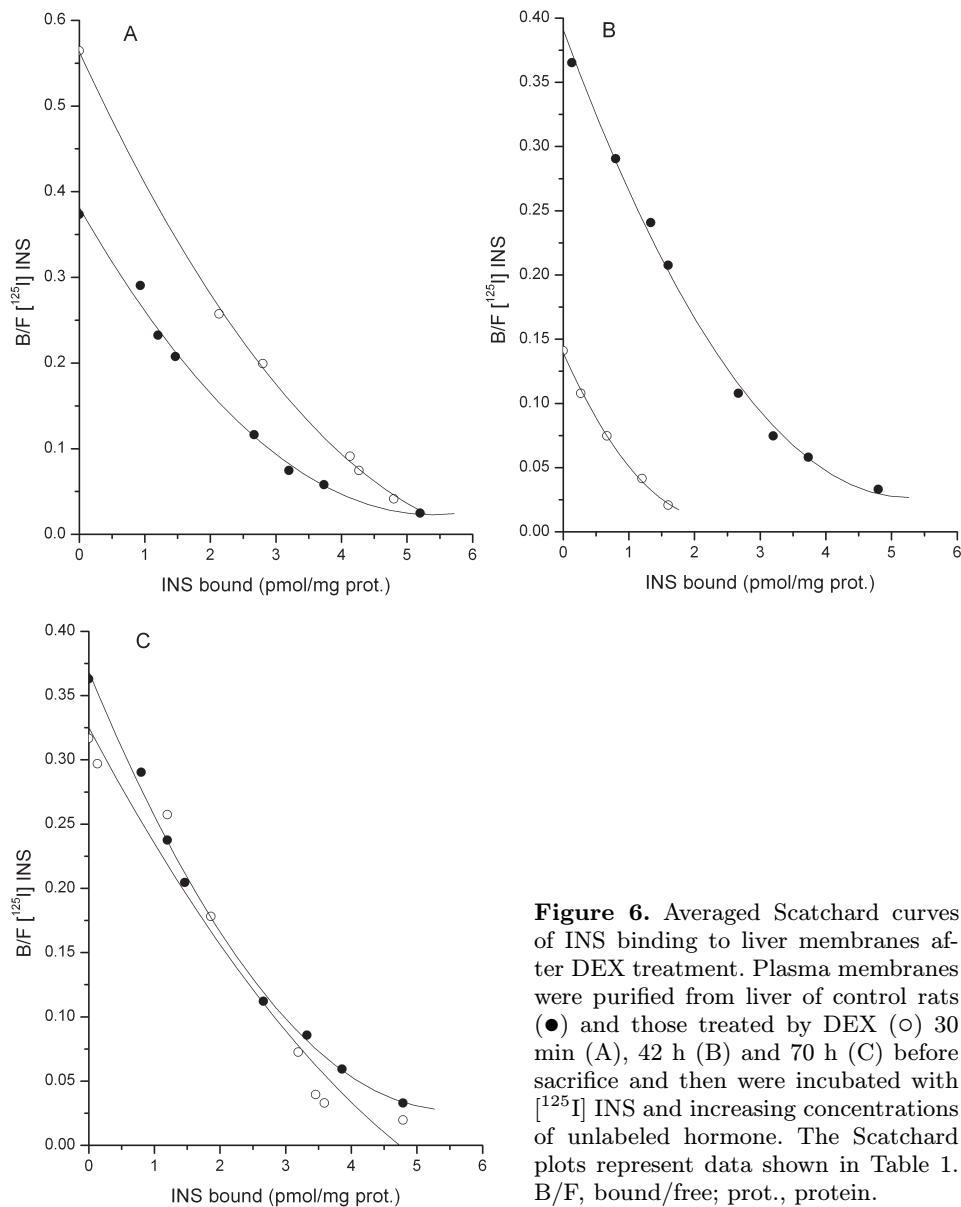 A
0.6
0.5
0.4
0.3
0.2
0.1
0.0
B/F [¹²⁵I] INS
0 1 2 3 4 5 6
INS bound (pmol/mg prot.)
B
0.40
0.35
0.30
0.25
0.20
0.15
0.10
0.05
0.00
B/F [¹²⁵I] INS
0 1 2 3 4 5 6
INS bound (pmol/mg prot.)
C
0.40
0.35
0.30
0.25
0.20
0.15
0.10
0.05
0.00
B/F [¹²⁵I] INS
0 1 2 3 4 5 6
INS bound (pmol/mg prot.)
Figure 6. Averaged Scatchard curves
of INS binding to liver membranes af-
ter DEX treatment. Plasma membranes
were purified from liver of control rats
(●) and those treated by DEX (○) 30
min (A), 42 h (B) and 70 h (C) before
sacrifice and then were incubated with
[¹²⁵I] INS and increasing concentrations
of unlabeled hormone. The Scatchard
plots represent data shown in Table 1.
B/F, bound/free; prot., protein.